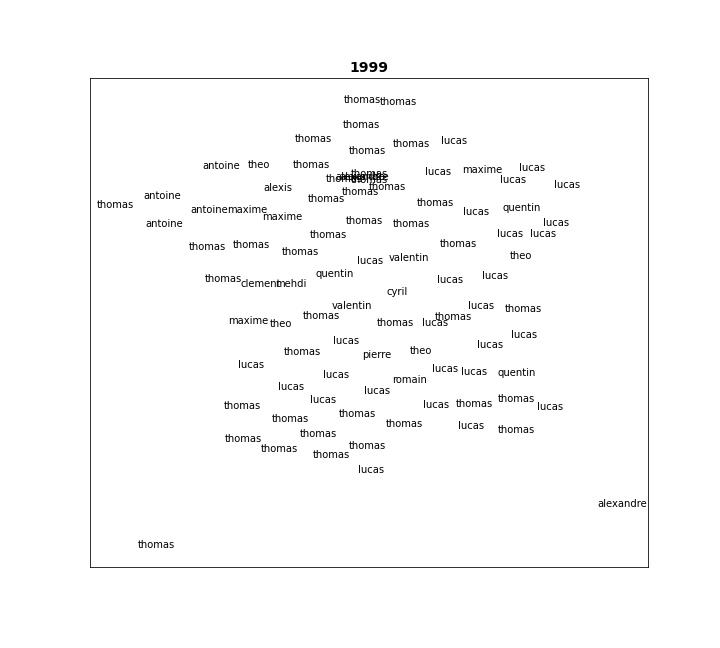 1999
thomas thomas
thomas
thomas thomas lucas
thomas
antoine theo thomas lucas maxime lucas
thomas
thomas alexandre thomas lucas
alexis thomas thomas lucas
antoine thomas
thomas thomas
antoine maxime lucas quentin
maxime
antoine thomas thomas lucas
thomas lucas lucas
thomas thomas thomas
thomas valentin theo
lucas
quentin lucas
thomas clement mehdi lucas
cyril
valentin lucas thomas
maxime theo thomas thomas lucas thomas
lucas lucas
thomas pierre theo lucas
lucas lucas romain lucas lucas quentin
lucas lucas
thomas lucas lucas thomas thomas lucas
thomas thomas
thomas lucas thomas
thomas thomas
thomas thomas thomas
lucas
alexandre
thomas